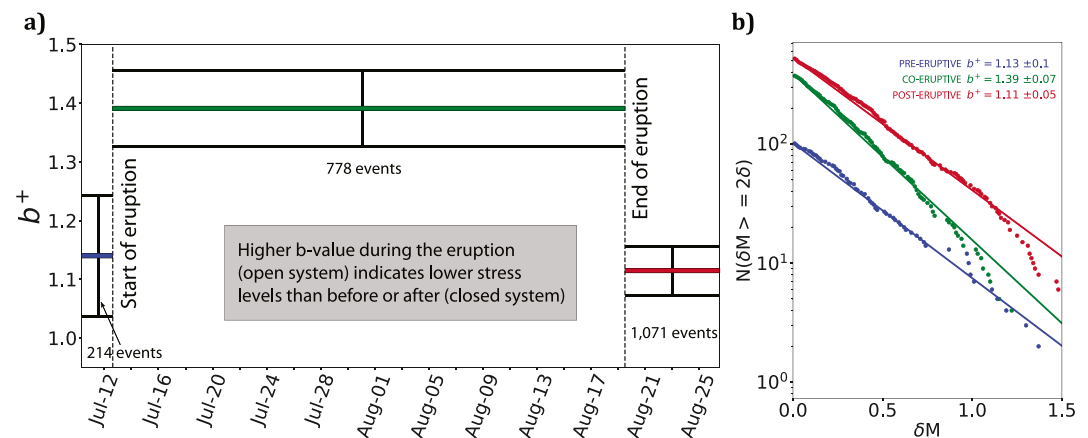 a)
1.5
1.4
1.3
1.2
1.1
1.0
b⁺
Start of eruption
End of eruption
778 events
Higher b-value during the eruption
(open system) indicates lower stress
levels than before or after (closed system)
214 events
1,071 events
Jul-12
Jul-16
Jul-20
Jul-24
Jul-28
Aug-01
Aug-05
Aug-09
Aug-13
Aug-17
Aug-21
Aug-25
b)
PRE-ERUPTIVE b⁺ = 1.13 ±0.1
CO-ERUPTIVE b⁺ = 1.39 ±0.07
POST-ERUPTIVE b⁺ = 1.11 ±0.05
N(δM > = 2δ)
10²
10¹
10⁰
0.0
0.5
1.0
1.5
δM